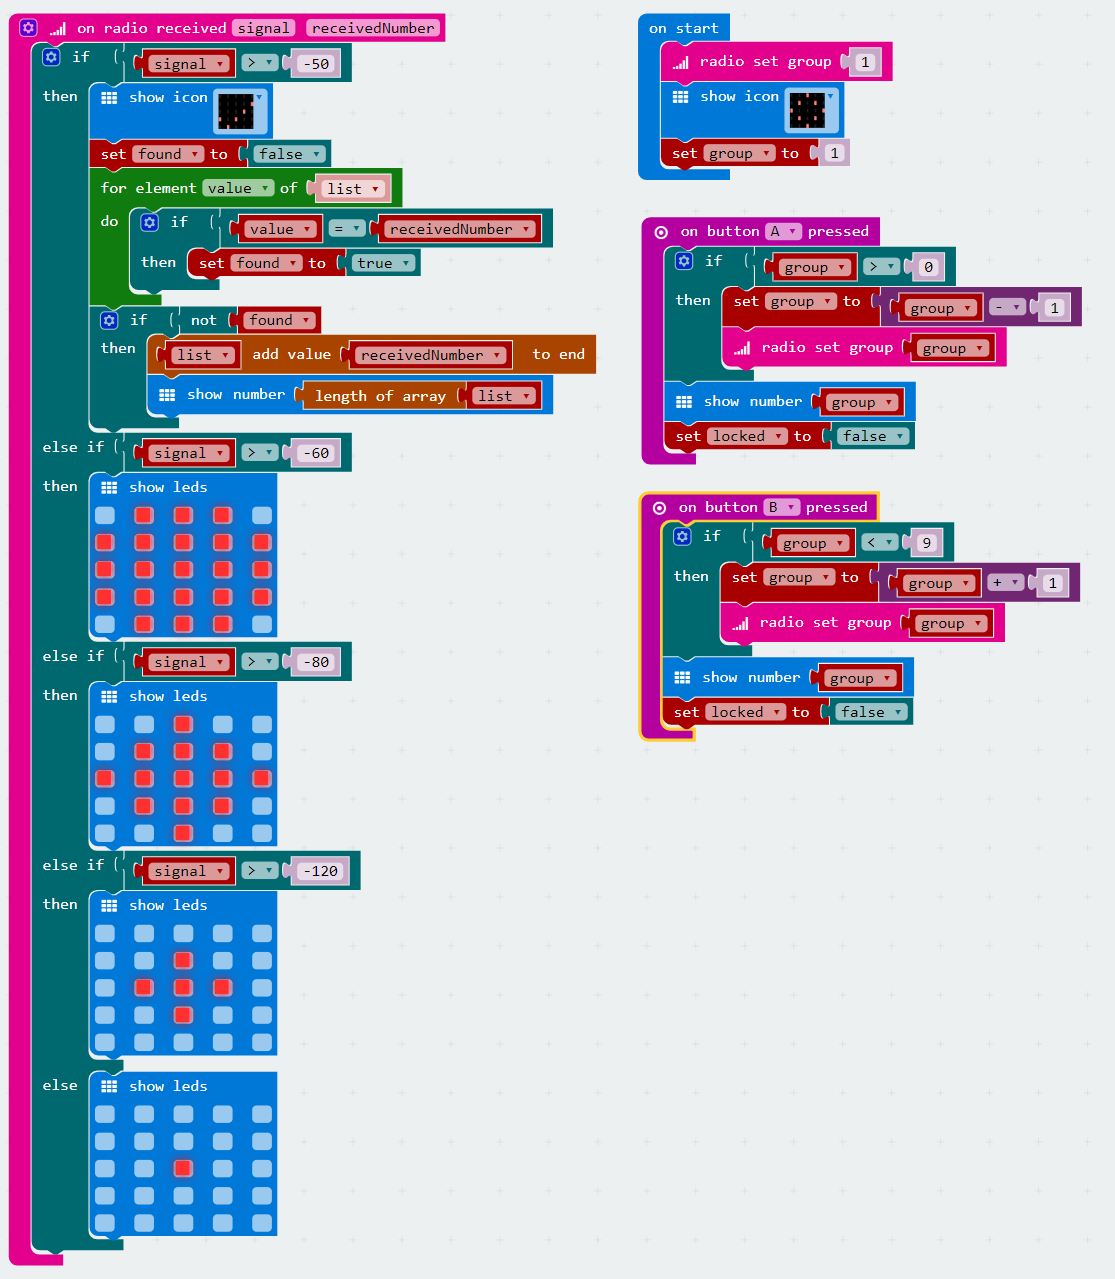 on radio received signal receivedNumber
if signal > -50
then show icon
set found to false
for element value of list
do if value = receivedNumber
then set found to true
if not found
then list add value receivedNumber to end
show number length of array list
else if signal > -60
then show leds
else if signal > -80
then show leds
else if signal > -120
then show leds
else show leds
on start
radio set group 1
show icon
set group to 1
on button A pressed
if group > 0
then set group to group - 1
radio set group group
show number group
set locked to false
on button B pressed
if group < 9
then set group to group + 1
radio set group group
show number group
set locked to false